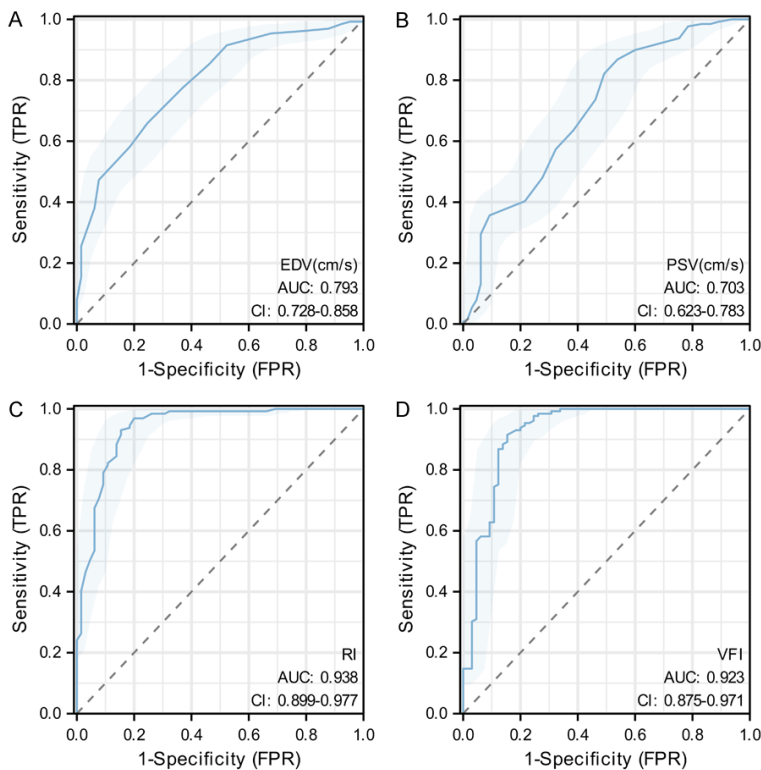 A
1.0
0.8
0.6
0.4
0.2
0.0
Sensitivity (TPR)
EDV(cm/s)
AUC: 0.793
CI: 0.728-0.858
0.0 0.2 0.4 0.6 0.8 1.0
1-Specificity (FPR)
B
1.0
0.8
0.6
0.4
0.2
0.0
Sensitivity (TPR)
PSV(cm/s)
AUC: 0.703
CI: 0.623-0.783
0.0 0.2 0.4 0.6 0.8 1.0
1-Specificity (FPR)
C
1.0
0.8
0.6
0.4
0.2
0.0
Sensitivity (TPR)
RI
AUC: 0.938
CI: 0.899-0.977
0.0 0.2 0.4 0.6 0.8 1.0
1-Specificity (FPR)
D
1.0
0.8
0.6
0.4
0.2
0.0
Sensitivity (TPR)
VFI
AUC: 0.923
CI: 0.875-0.971
0.0 0.2 0.4 0.6 0.8 1.0
1-Specificity (FPR)